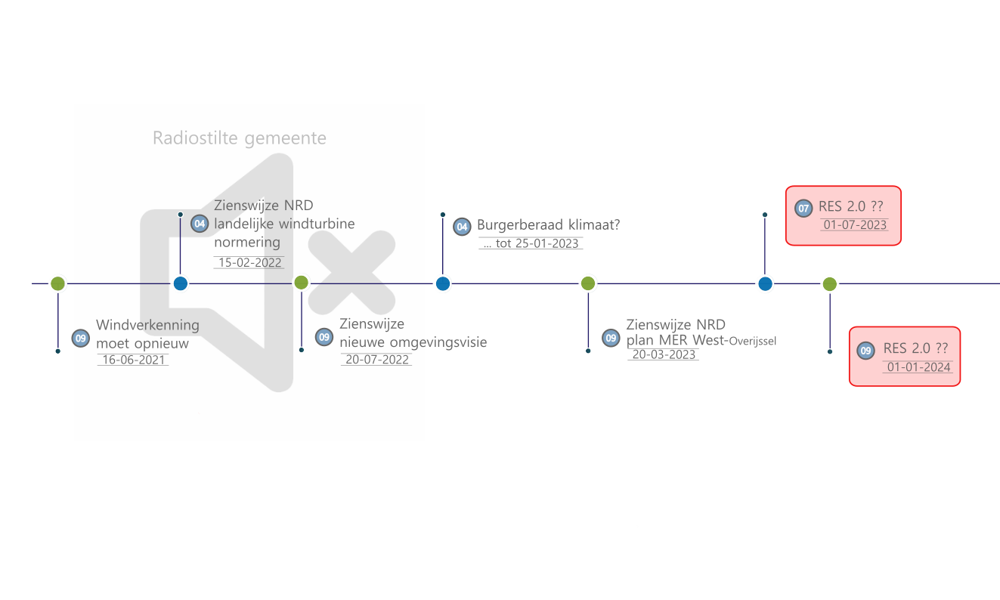 Radiostilte gemeente
04
Zienswijze NRD
landelijke windturbine
normering
15-02-2022
04
Burgerberaad klimaat?
... tot 25-01-2023
07
RES 2.0 ??
01-07-2023
09
Windverkenning
moet opnieuw
16-06-2021
09
Zienswijze
nieuwe omgevingsvisie
20-07-2022
09
Zienswijze NRD
plan MER West-Overijssel
20-03-2023
09
RES 2.0 ??
01-01-2024